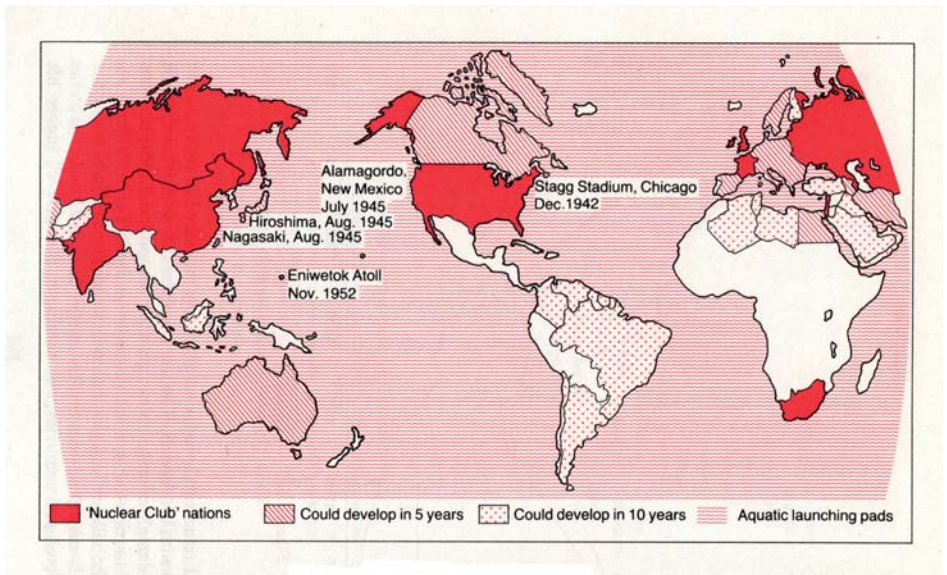 Alamagordo,
New Mexico
July 1945
Stagg Stadium, Chicago
Dec.1942
Hiroshima, Aug. 1945
Nagasaki, Aug. 1945
Eniwetok Atoll
Nov. 1952
'Nuclear Club' nations
Could develop in 5 years
Could develop in 10 years
Aquatic launching pads